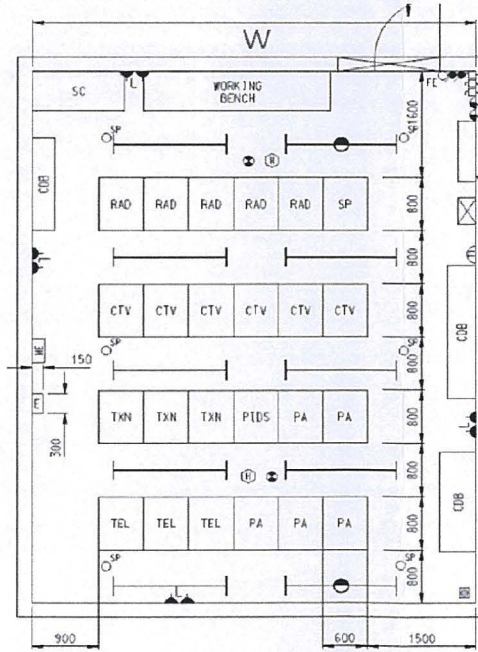 W
SC
L
WORKING
BENCH
FE
SP
SP
1600
H
CDB
RAD RAD RAD RAD RAD SP
800
L
800
CTV CTV CTV CTV CTV CTV
800
CDB
SP
SP
800
150
E
TXN TXN TXN PIDS PA PA
800
L
300
H
800
CDB
TEL TEL TEL PA PA PA
800
SP
SP
800
L
900
600
1500